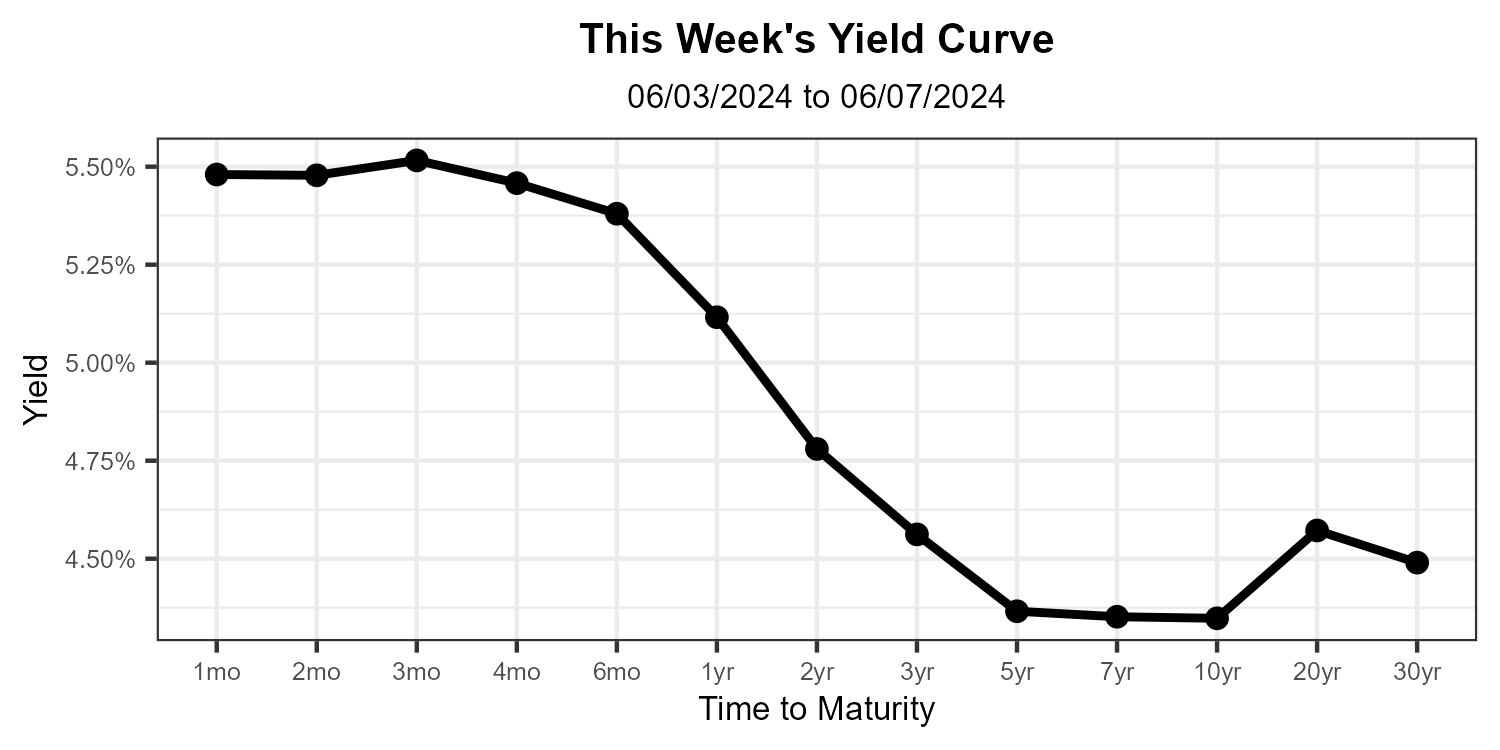 This Week's Yield Curve
06/03/2024 to 06/07/2024
Yield
5.50%
5.25%
5.00%
4.75%
4.50%
1mo 2mo 3mo 4mo 6mo 1yr 2yr 3yr 5yr 7yr 10yr 20yr 30yr
Time to Maturity